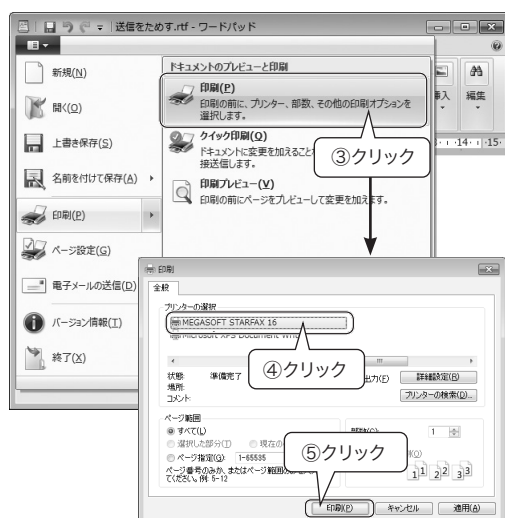 送信をためす.rtf - ワードパッド
新規(N)
開く(O)
上書き保存(S)
名前を付けて保存(A)
印刷(P)
ページ設定(G)
電子メールの送信(D)
バージョン情報(T)
終了(X)
ドキュメントのプレビューと印刷
印刷(P)
印刷の前に、プリンター、部数、その他の印刷オプションを
選択します。
クイック印刷(Q)
ドキュメントに変更を加えること
接送信します。
印刷プレビュー(V)
印刷の前にページをプレビューして変更を加えます。
編集
14 15
③クリック
印刷
全般
プリンターの選択
MEGASOFT STARFAX 16
Microsoft XPS Document Writ
④クリック
状態: 準備完了
場所:
コメント:
出力(F)
詳細設定(R)
プリンターの検索(D)...
ページ範囲
すべて(L)
選択した部分(T) 現在の
ページ指定(G): 1-65535
ページ番号のみか、またはページ範囲
てください。例: 5-12
1
1 1 2 2 3 3
⑤クリック
印刷(P) キャンセル 適用(A)